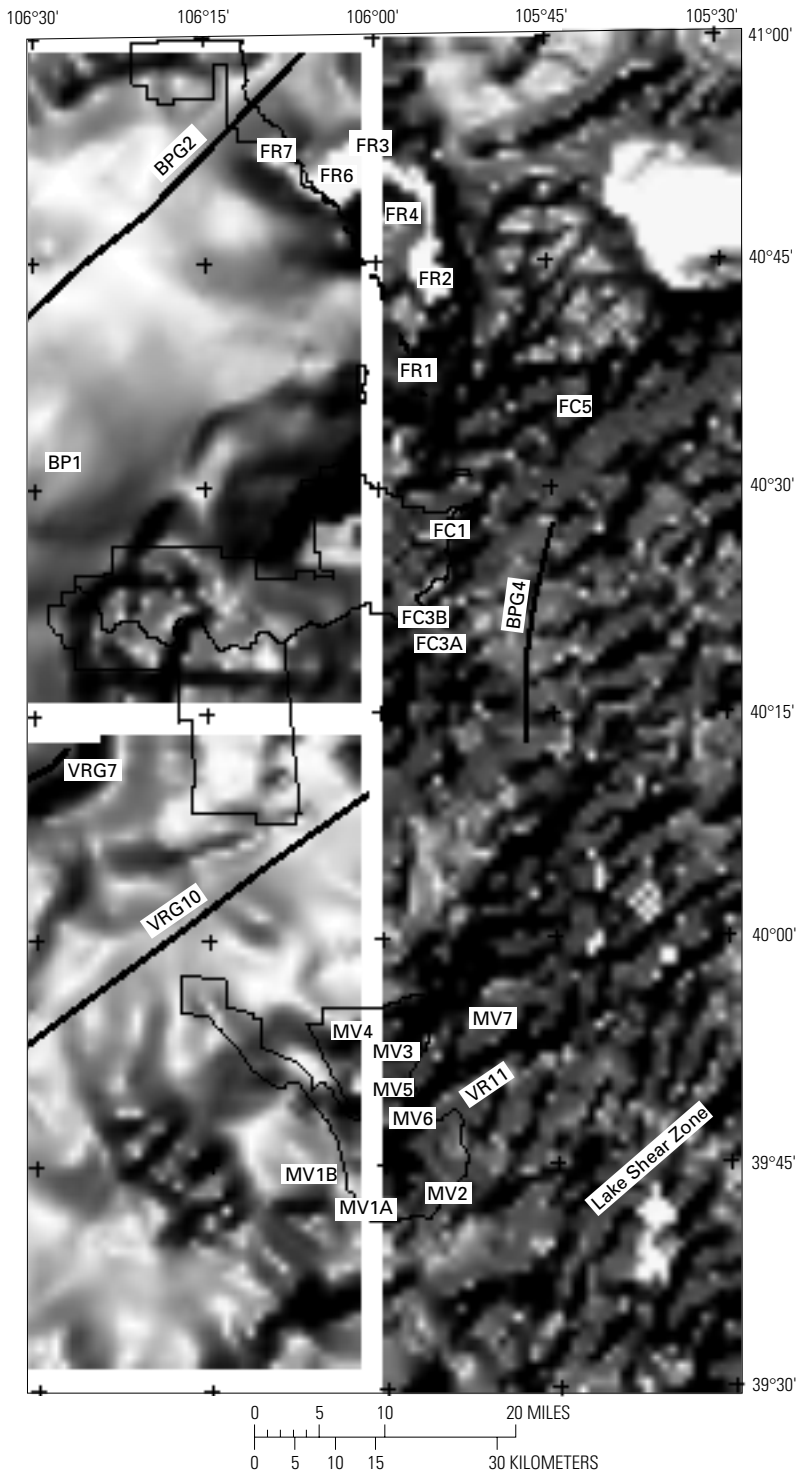 106°30' 106°15' 106°00' 105°45' 105°30'
41°00'
BPG2
FR7
FR3
FR6
FR4
40°45'
FR2
FR1
FC5
BP1
40°30'
FC1
BPG4
FC3B
FC3A
40°15'
VRG7
VRG10
40°00'
MV7
MV4
MV3
VR11
MV5
MV6
Lake Shear Zone
39°45'
MV1B
MV2
MV1A
39°30'
0 5 10 20 MILES
0 5 10 15 30 KILOMETERS